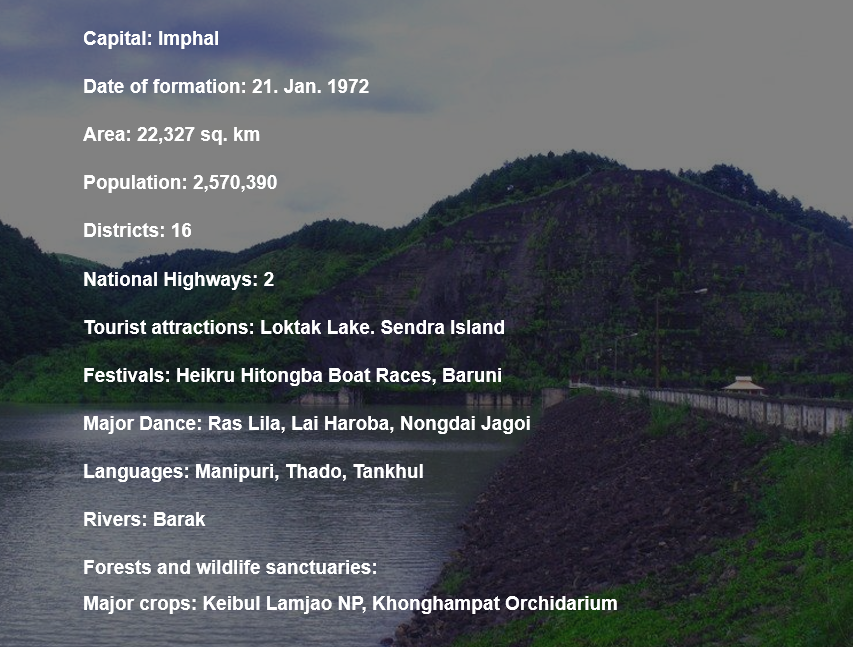 Capital: Imphal
Date of formation: 21. Jan. 1972
Area: 22,327 sq. km
Population: 2,570,390
Districts: 16
National Highways: 2
Tourist attractions: Loktak Lake. Sendra Island
Festivals: Heikru Hitongba Boat Races, Baruni
Major Dance: Ras Lila, Lai Haroba, Nongdai Jagoi
Languages: Manipuri, Thado, Tankhul
Rivers: Barak
Forests and wildlife sanctuaries:
Major crops: Keibul Lamjao NP, Khonghampat Orchidarium